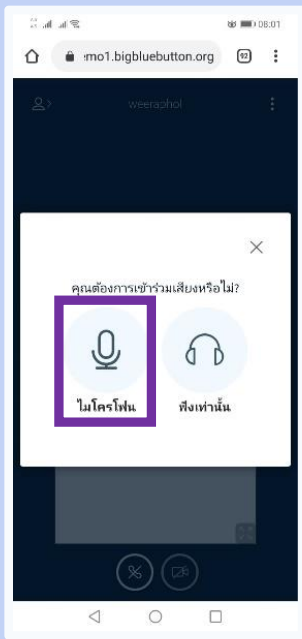 08:01
emo1.bigbluebutton.org
92
weeraphol
คุณต้องการเข้าร่วมเสียงหรือไม่?
ไมโครโฟน ฟังเท่านั้น